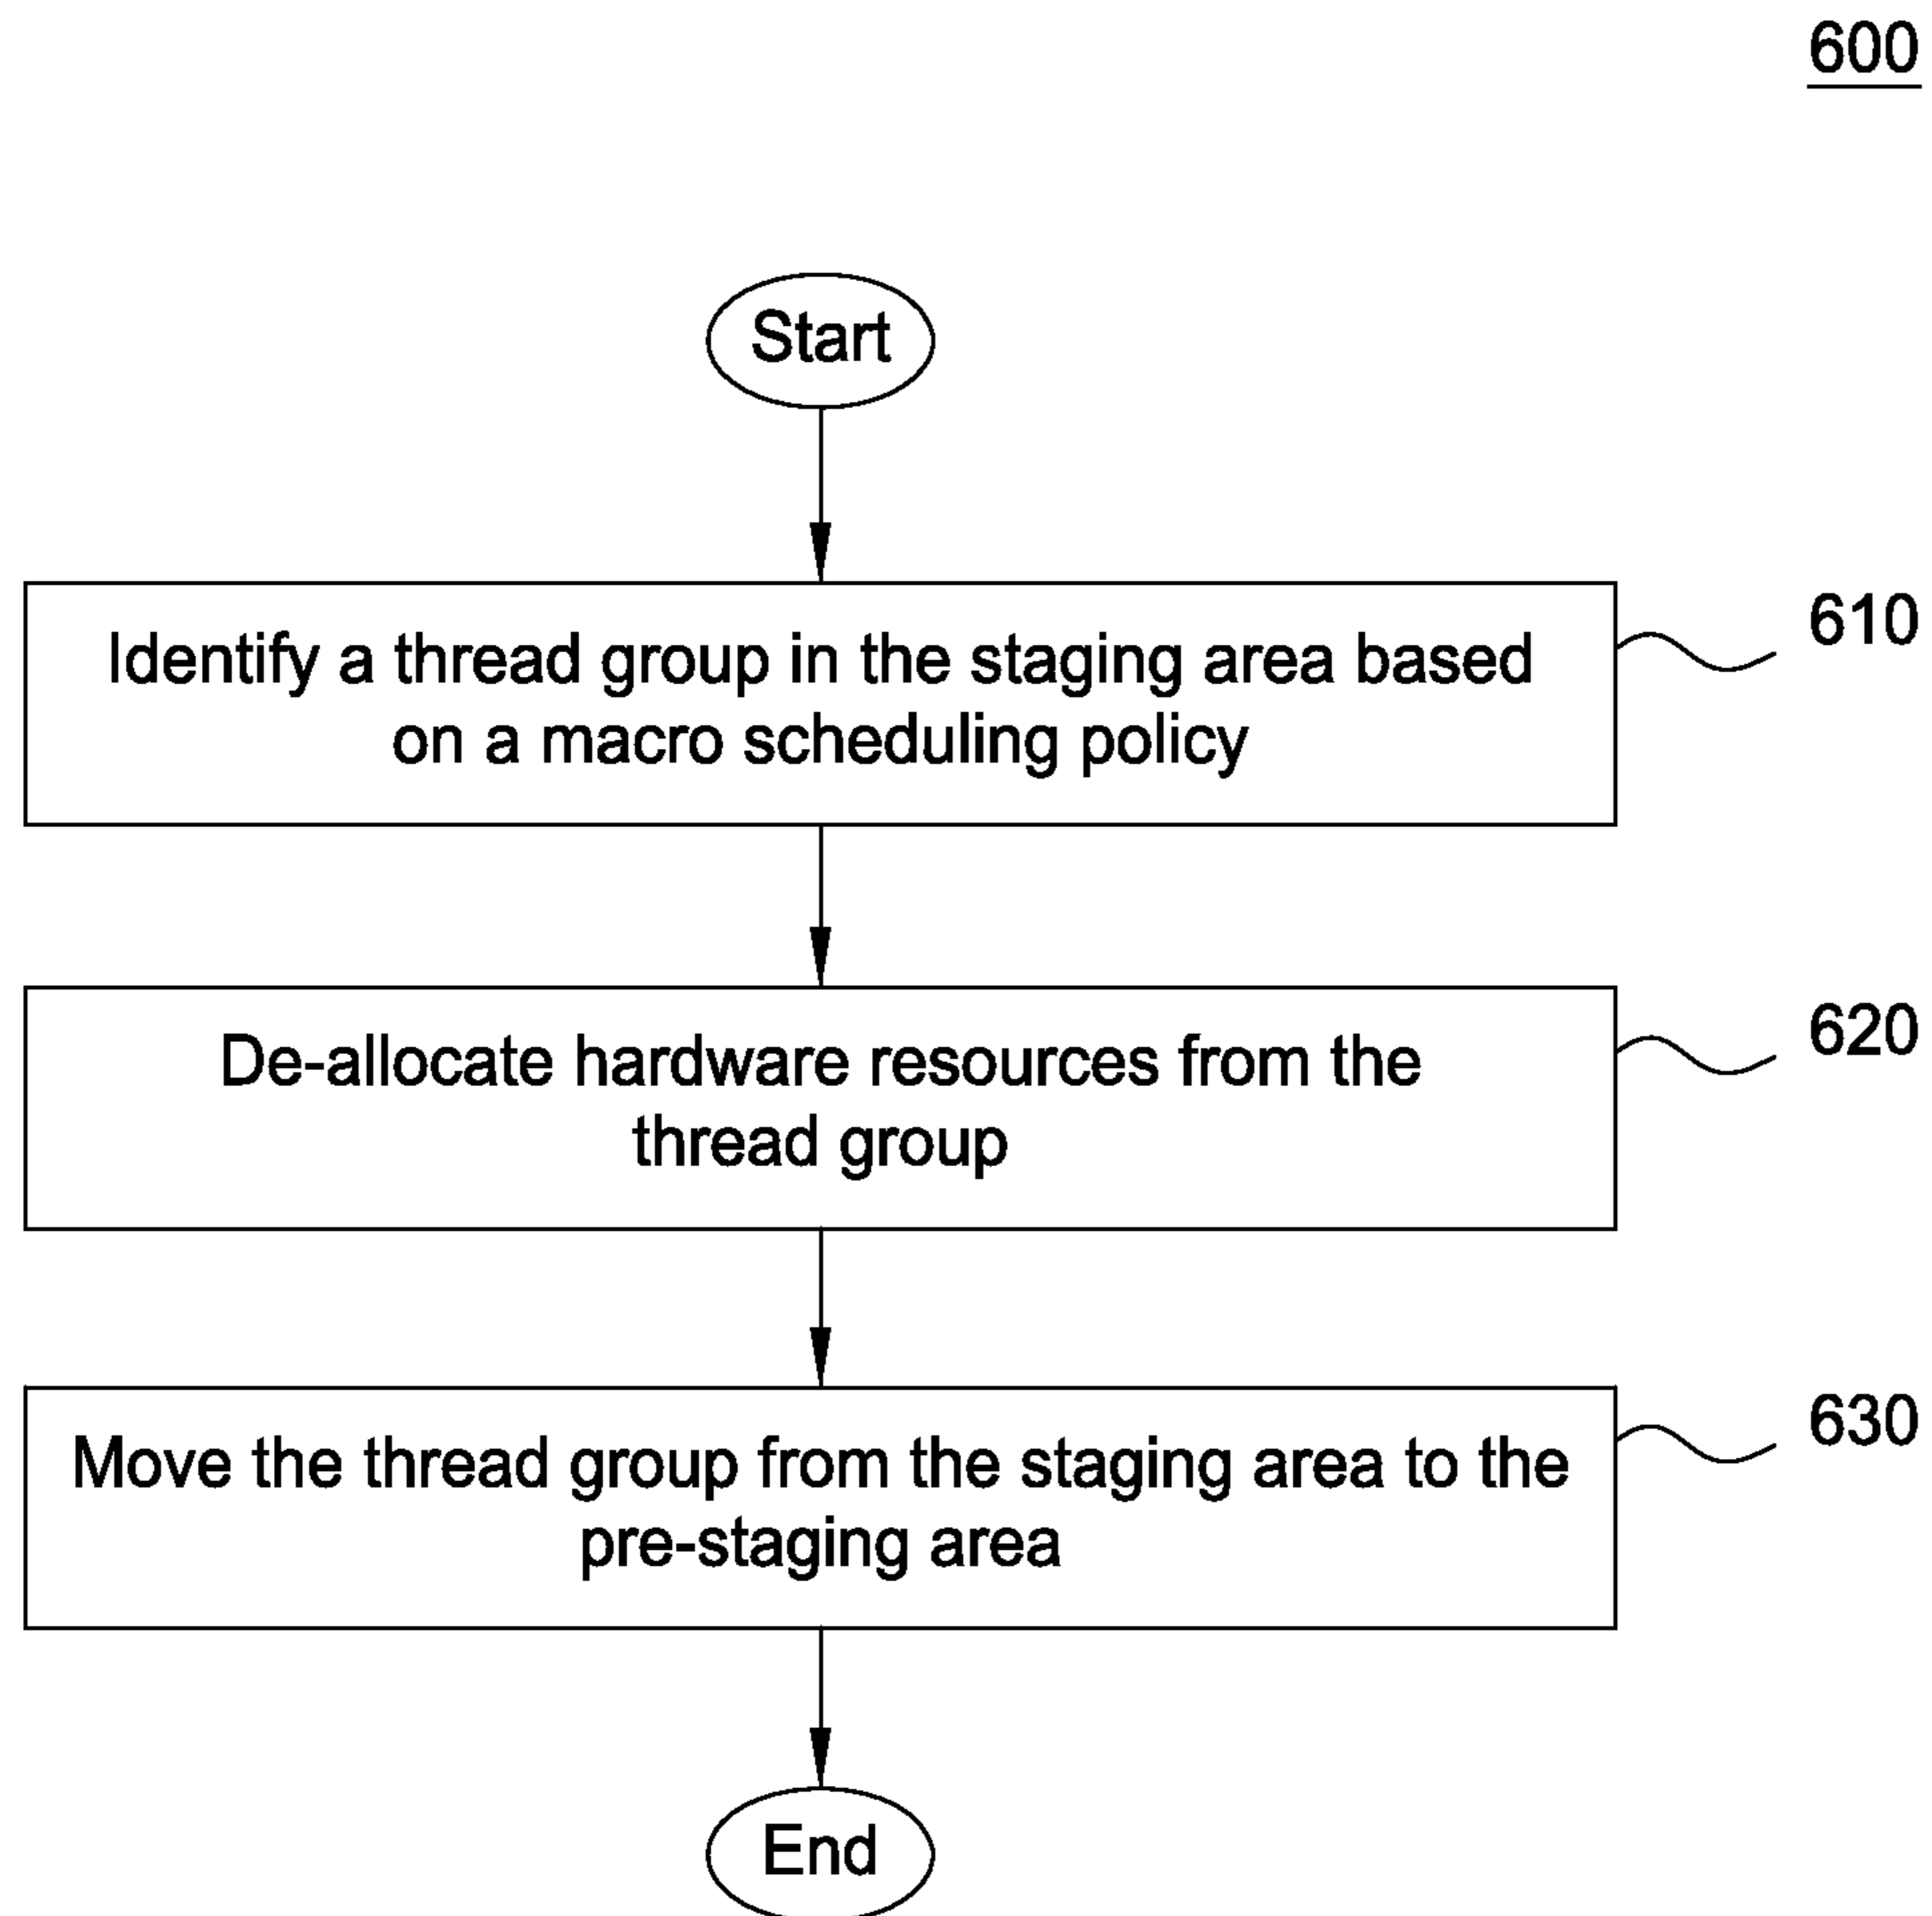 600
Start
Identify a thread group in the staging area based
on a macro scheduling policy
610
De-allocate hardware resources from the
thread group
620
Move the thread group from the staging area to the
pre-staging area
630
End